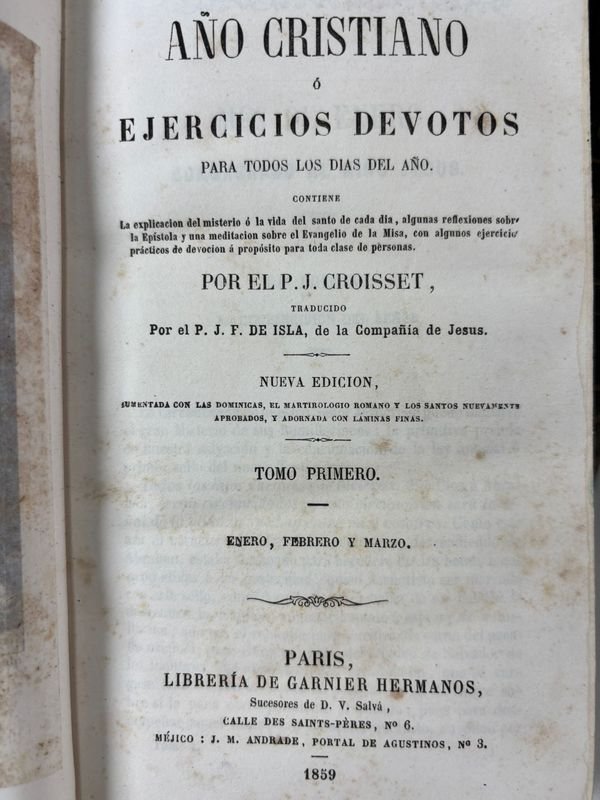 AÑO CRISTIANO
ó
EJERCICIOS DEVOTOS
PARA TODOS LOS DIAS DEL AÑO.
CONTIENE
La explicacion del misterio ó la vida del santo de cada dia, algunas reflexiones sobre
la Epístola y una meditacion sobre el Evangelio de la Misa, con algunos ejercicio
prácticos de devocion á propósito para toda clase de personas.
POR EL P. J. CROISSET,
TRADUCIDO
Por el P. J. F. DE ISLA, de la Compañía de Jesus.
NUEVA EDICION,
AUMENTADA CON LAS DOMINICAS, EL MARTIROLOGIO ROMANO Y LOS SANTOS NUEVAMENTE
APROBADOS, Y ADORNADA CON LÁMINAS FINAS.
TOMO PRIMERO.
ENERO, FEBRERO Y MARZO.
PARIS,
LIBRERÍA DE GARNIER HERMANOS,
Sucesores de D. V. Salvá,
CALLE DES SAINTS-PÈRES, Nº 6.
MÉJICO : J. M. ANDRADE, PORTAL DE AGUSTINOS, Nº 3.
1859